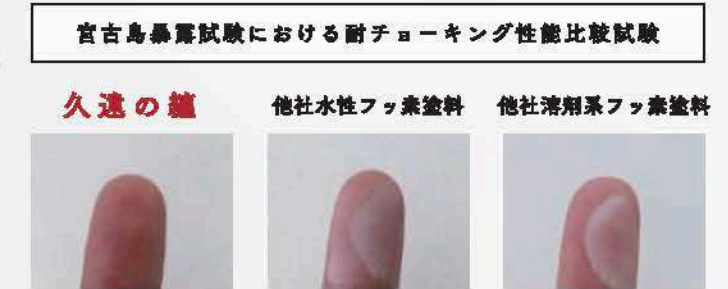 宮古島暴露試験における耐チョーキング性能比較試験
久遠の鎧
他社水性フッ素塗料
他社溶剤系フッ素塗料